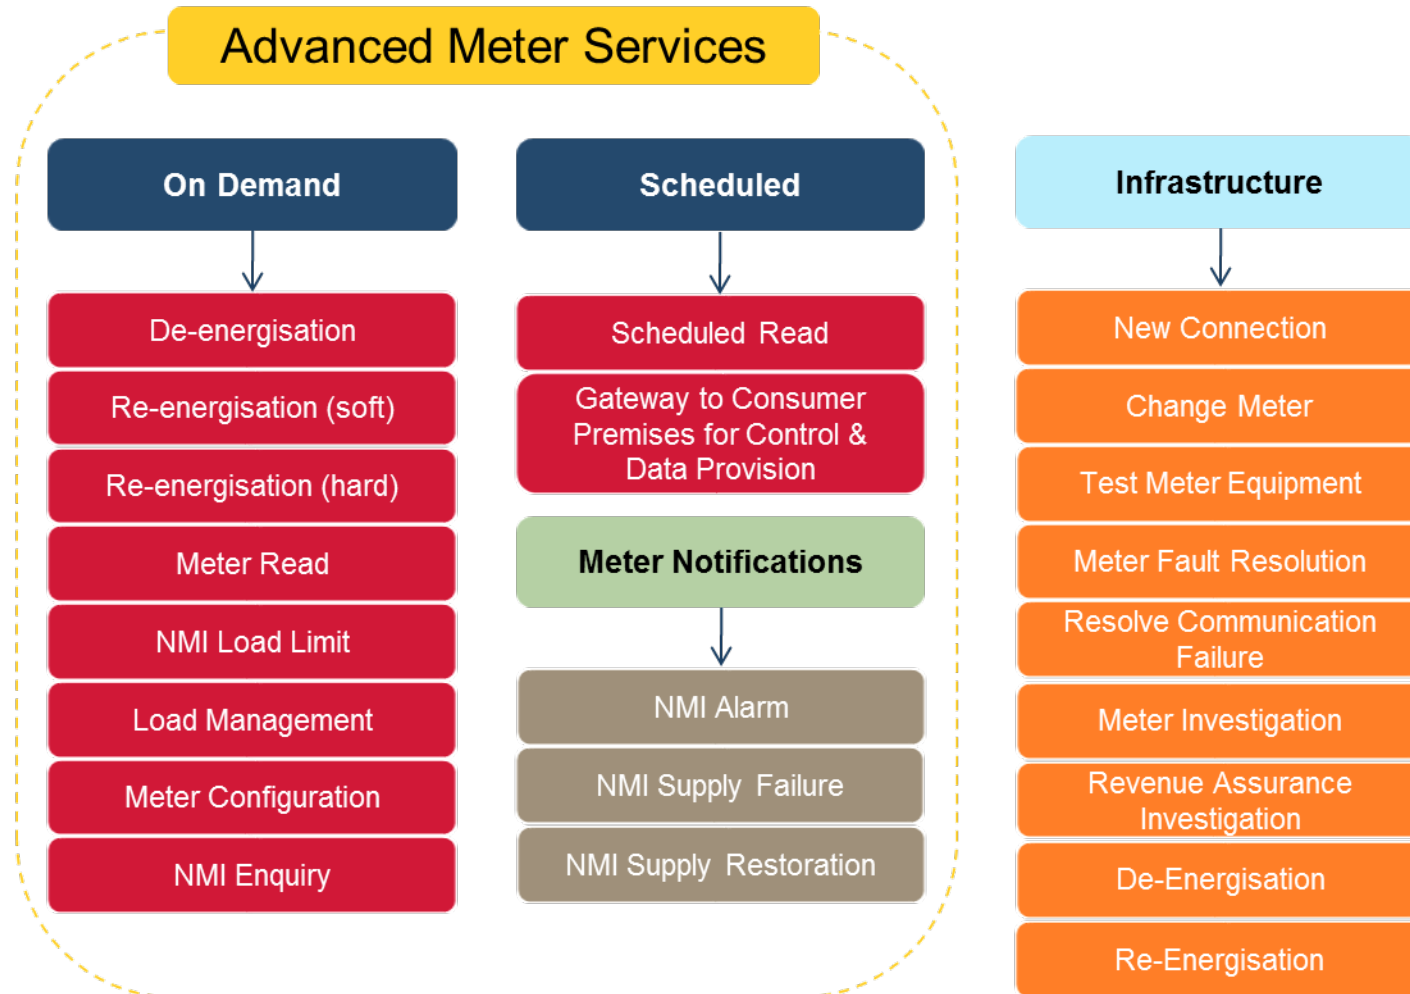 Advanced Meter Services
On Demand
De-energisation
Re-energisation (soft)
Re-energisation (hard)
Meter Read
NMI Load Limit
Load Management
Meter Configuration
NMI Enquiry
Scheduled
Scheduled Read
Gateway to Consumer
Premises for Control &
Data Provision
Meter Notifications
NMI Alarm
NMI Supply Failure
NMI Supply Restoration
Infrastructure
New Connection
Change Meter
Test Meter Equipment
Meter Fault Resolution
Resolve Communication
Failure
Meter Investigation
Revenue Assurance
Investigation
De-Energisation
Re-Energisation